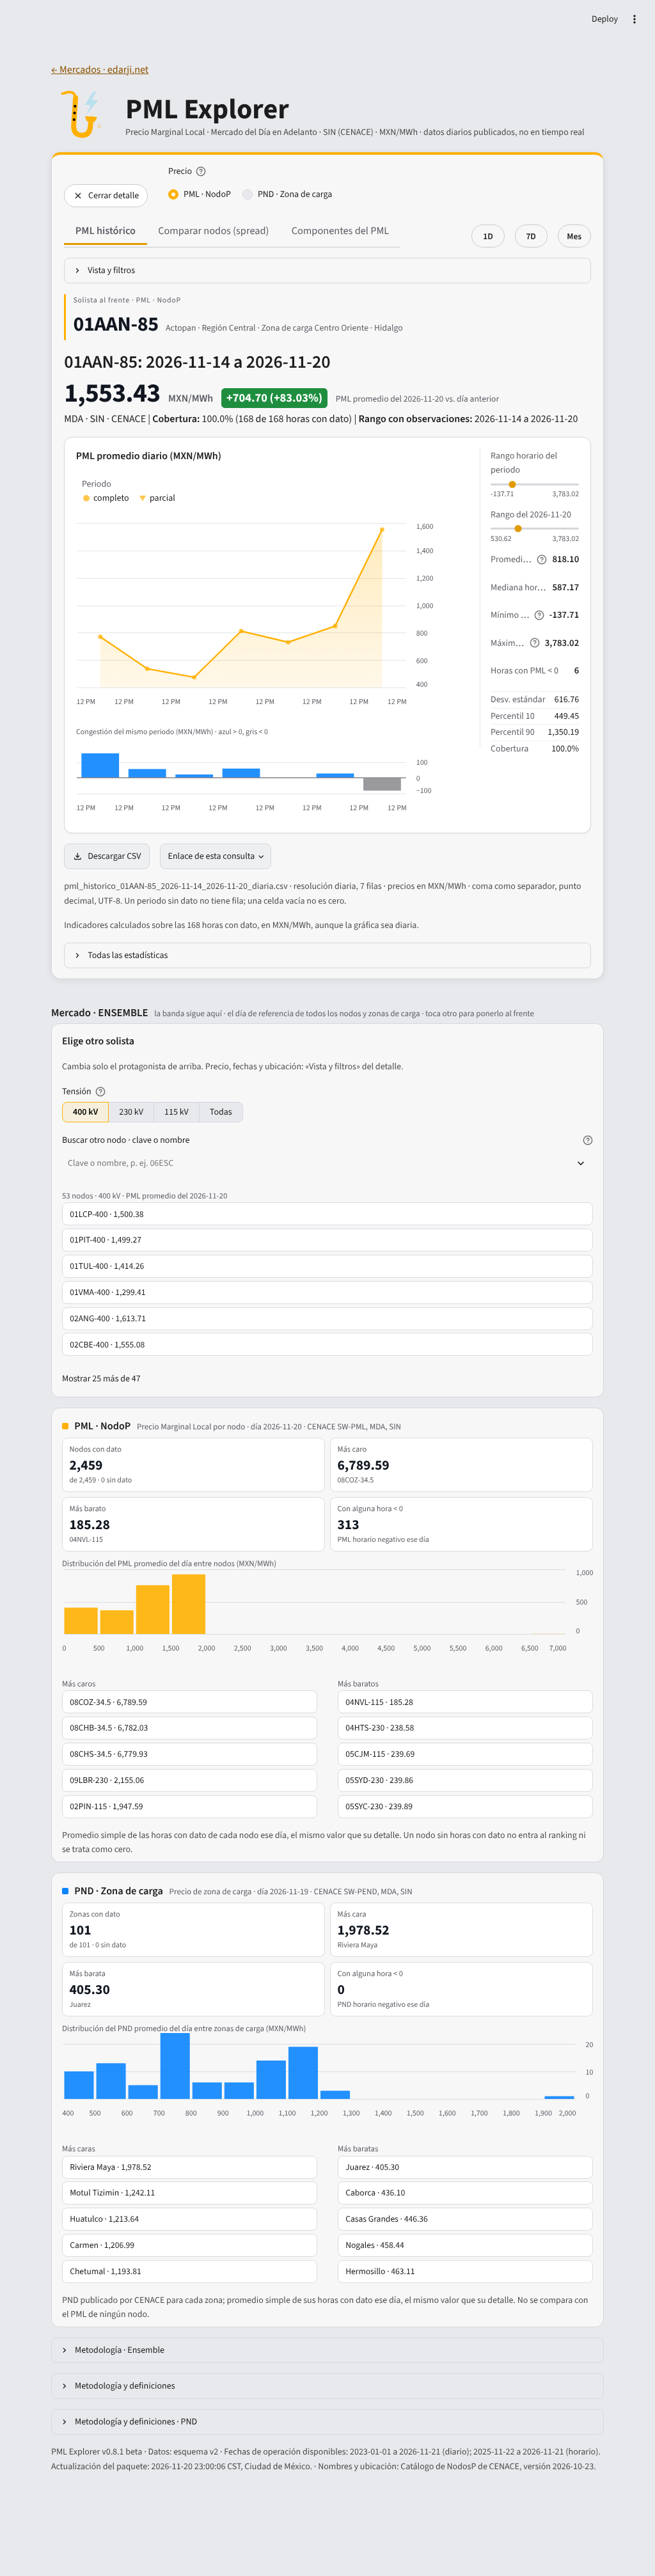 Deploy
← Mercados · edarji.net
PML Explorer
Precio Marginal Local · Mercado del Día en Adelanto · SIN (CENACE) · MXN/MWh · datos diarios publicados, no en tiempo real
Precio
Cerrar detalle
PML · NodoP
PND · Zona de carga
PML histórico
Comparar nodos (spread)
Componentes del PML
1D
7D
Mes
Vista y filtros
Solista al frente · PML · NodoP
01AAN-85 Actopan · Región Central · Zona de carga Centro Oriente · Hidalgo
01AAN-85: 2026-11-14 a 2026-11-20
1,553.43 MXN/MWh +704.70 (+83.03%) PML promedio del 2026-11-20 vs. día anterior
MDA · SIN · CENACE | Cobertura: 100.0% (168 de 168 horas con dato) | Rango con observaciones: 2026-11-14 a 2026-11-20
PML promedio diario (MXN/MWh)
Periodo
completo
parcial
1,600
1,400
1,200
1,000
800
600
400
12 PM 12 PM 12 PM 12 PM 12 PM 12 PM 12 PM 12 PM
Congestión del mismo periodo (MXN/MWh) · azul > 0, gris < 0
100
0
−100
12 PM 12 PM 12 PM 12 PM 12 PM 12 PM 12 PM 12 PM
Rango horario del
periodo
-137.71 3,783.02
Rango del 2026-11-20
530.62 3,783.02
Promedi... 818.10
Mediana hor... 587.17
Mínimo ... -137.71
Máxim... 3,783.02
Horas con PML < 0 6
Desv. estándar 616.76
Percentil 10 449.45
Percentil 90 1,350.19
Cobertura 100.0%
Descargar CSV
Enlace de esta consulta
pml_historico_01AAN-85_2026-11-14_2026-11-20_diaria.csv · resolución diaria, 7 filas · precios en MXN/MWh · coma como separador, punto
decimal, UTF-8. Un periodo sin dato no tiene fila; una celda vacía no es cero.
Indicadores calculados sobre las 168 horas con dato, en MXN/MWh, aunque la gráfica sea diaria.
Todas las estadísticas
Mercado · ENSEMBLE la banda sigue aquí · el día de referencia de todos los nodos y zonas de carga · toca otro para ponerlo al frente
Elige otro solista
Cambia solo el protagonista de arriba. Precio, fechas y ubicación: «Vista y filtros» del detalle.
Tensión
400 kV
230 kV
115 kV
Todas
Buscar otro nodo · clave o nombre
Clave o nombre, p. ej. 06ESC
53 nodos · 400 kV · PML promedio del 2026-11-20
01LCP-400 · 1,500.38
01PIT-400 · 1,499.27
01TUL-400 · 1,414.26
01VMA-400 · 1,299.41
02ANG-400 · 1,613.71
02CBE-400 · 1,555.08
Mostrar 25 más de 47
PML · NodoP Precio Marginal Local por nodo · día 2026-11-20 · CENACE SW-PML, MDA, SIN
Nodos con dato
2,459
de 2,459 · 0 sin dato
Más caro
6,789.59
08COZ-34.5
Más barato
185.28
04NVL-115
Con alguna hora < 0
313
PML horario negativo ese día
Distribución del PML promedio del día entre nodos (MXN/MWh)
1,000
500
0
0 500 1,000 1,500 2,000 2,500 3,000 3,500 4,000 4,500 5,000 5,500 6,000 6,500 7,000
Más caros
08COZ-34.5 · 6,789.59
08CHB-34.5 · 6,782.03
08CHS-34.5 · 6,779.93
09LBR-230 · 2,155.06
02PIN-115 · 1,947.59
Más baratos
04NVL-115 · 185.28
04HTS-230 · 238.58
05CJM-115 · 239.69
05SYD-230 · 239.86
05SYC-230 · 239.89
Promedio simple de las horas con dato de cada nodo ese día, el mismo valor que su detalle. Un nodo sin horas con dato no entra al ranking ni
se trata como cero.
PND · Zona de carga Precio de zona de carga · día 2026-11-19 · CENACE SW-PEND, MDA, SIN
Zonas con dato
101
de 101 · 0 sin dato
Más cara
1,978.52
Riviera Maya
Más barata
405.30
Juarez
Con alguna hora < 0
0
PND horario negativo ese día
Distribución del PND promedio del día entre zonas de carga (MXN/MWh)
20
10
0
400 500 600 700 800 900 1,000 1,100 1,200 1,300 1,400 1,500 1,600 1,700 1,800 1,900 2,000
Más caras
Riviera Maya · 1,978.52
Motul Tizimin · 1,242.11
Huatulco · 1,213.64
Carmen · 1,206.99
Chetumal · 1,193.81
Más baratas
Juarez · 405.30
Caborca · 436.10
Casas Grandes · 446.36
Nogales · 458.44
Hermosillo · 463.11
PND publicado por CENACE para cada zona; promedio simple de sus horas con dato ese día, el mismo valor que su detalle. No se compara con
el PML de ningún nodo.
Metodología · Ensemble
Metodología y definiciones
Metodología y definiciones · PND
PML Explorer v0.8.1 beta · Datos: esquema v2 · Fechas de operación disponibles: 2023-01-01 a 2026-11-21 (diario); 2025-11-22 a 2026-11-21 (horario).
Actualización del paquete: 2026-11-20 23:00:06 CST, Ciudad de México. · Nombres y ubicación: Catálogo de NodosP de CENACE, versión 2026-10-23.